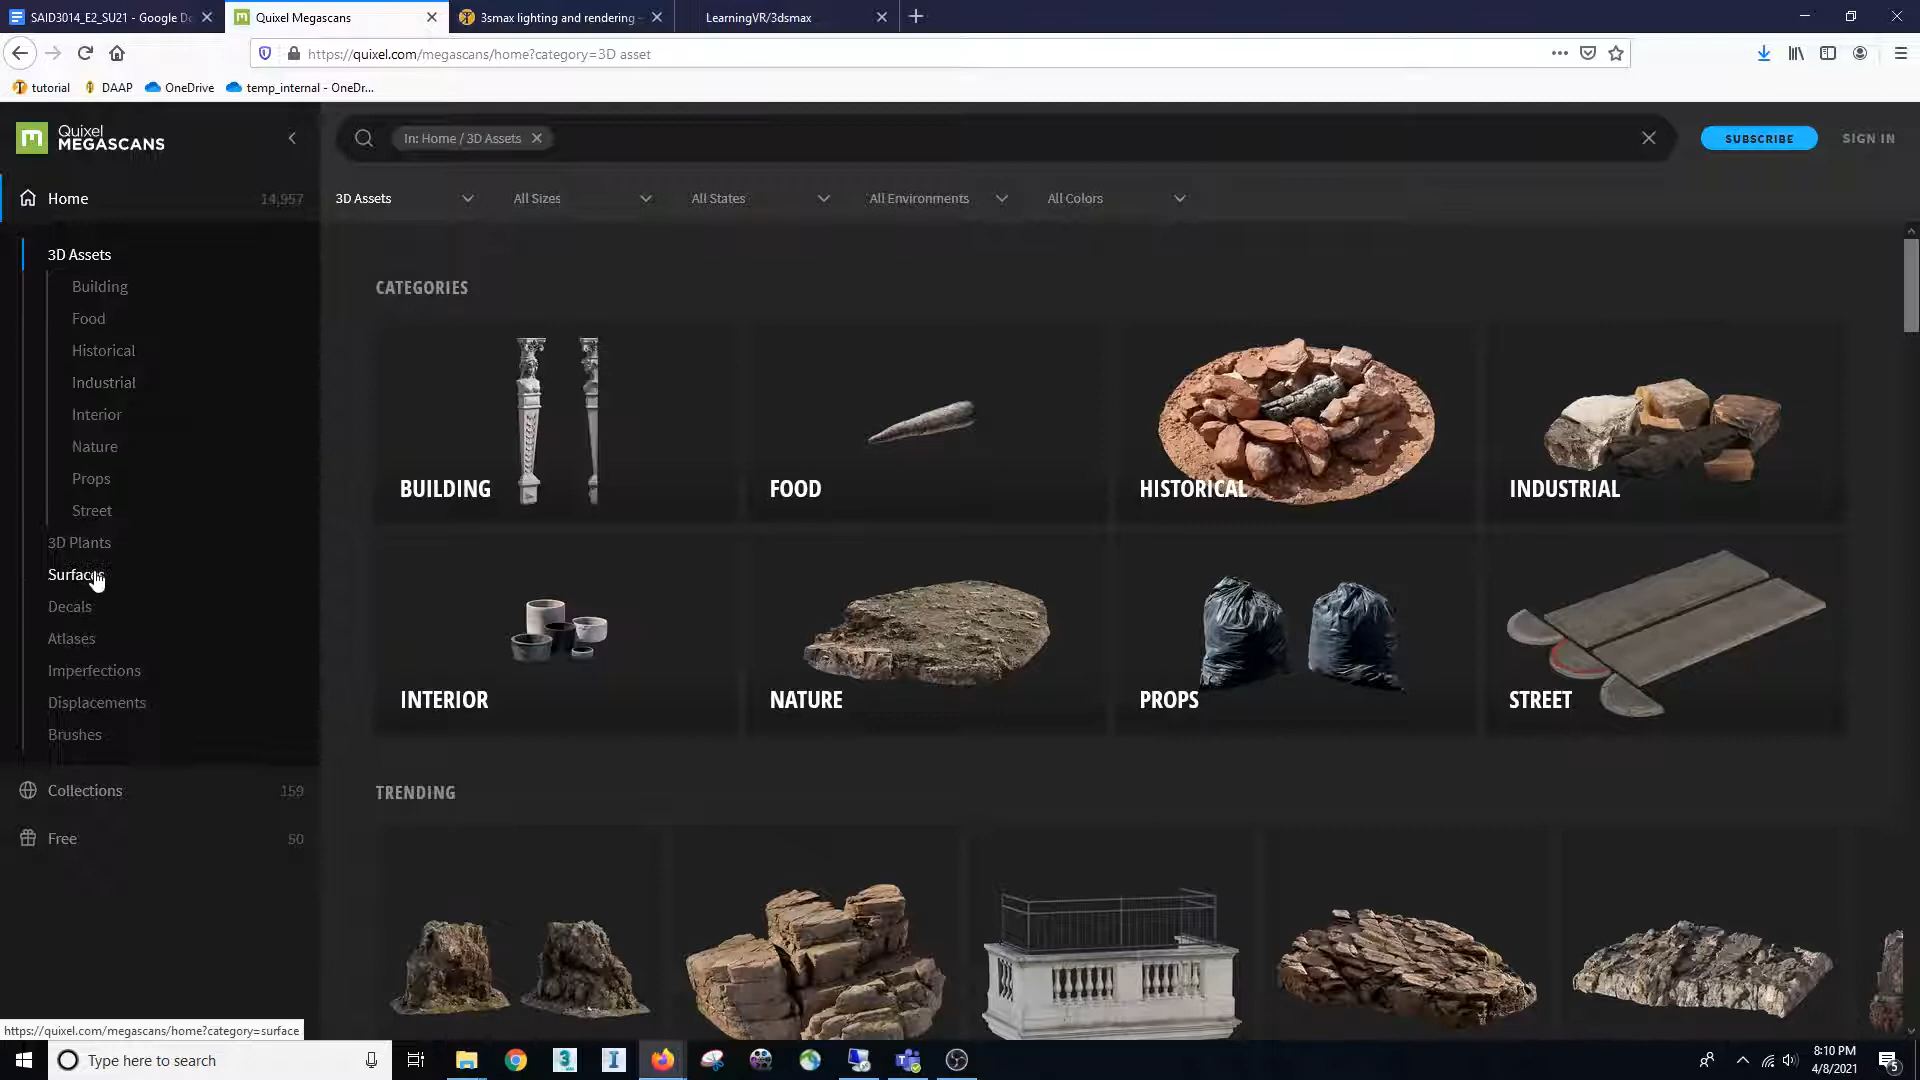 SAID3014_E2_SU21 - Google Do
Quixel Megascans
3smax lighting and rendering -
LearningVR/3dsmax
https://quixel.com/megascans/home?category=3D asset
tutorial
DAAP
OneDrive
temp_internal - OneDr...
Quixel
MEGASCANS
In: Home / 3D Assets
SUBSCRIBE
SIGN IN
Home
14,957
3D Assets
All Sizes
All States
All Environments
All Colors
3D Assets
Building
Food
Historical
Industrial
Interior
Nature
Props
Street
3D Plants
Surfaces
Decals
Atlases
Imperfections
Displacements
Brushes
Collections
159
Free
50
CATEGORIES
BUILDING
FOOD
HISTORICAL
INDUSTRIAL
INTERIOR
NATURE
PROPS
STREET
TRENDING
https://quixel.com/megascans/home?category=surface
Type here to search
8:10 PM
4/8/2021
5